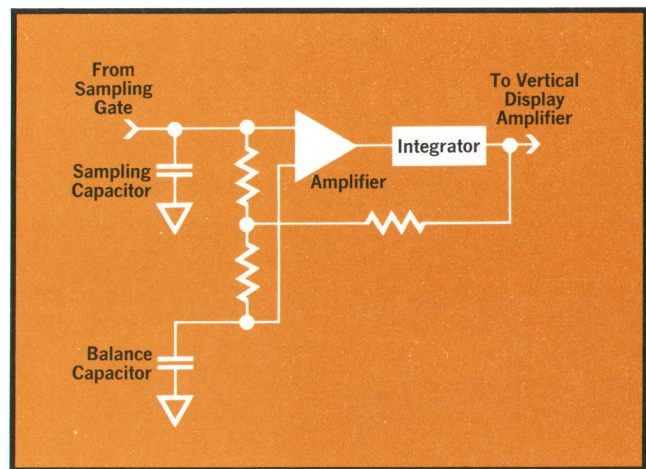 From
Sampling
Gate
To Vertical
Display
Amplifier
Integrator
Sampling
Capacitor
Amplifier
Balance
Capacitor